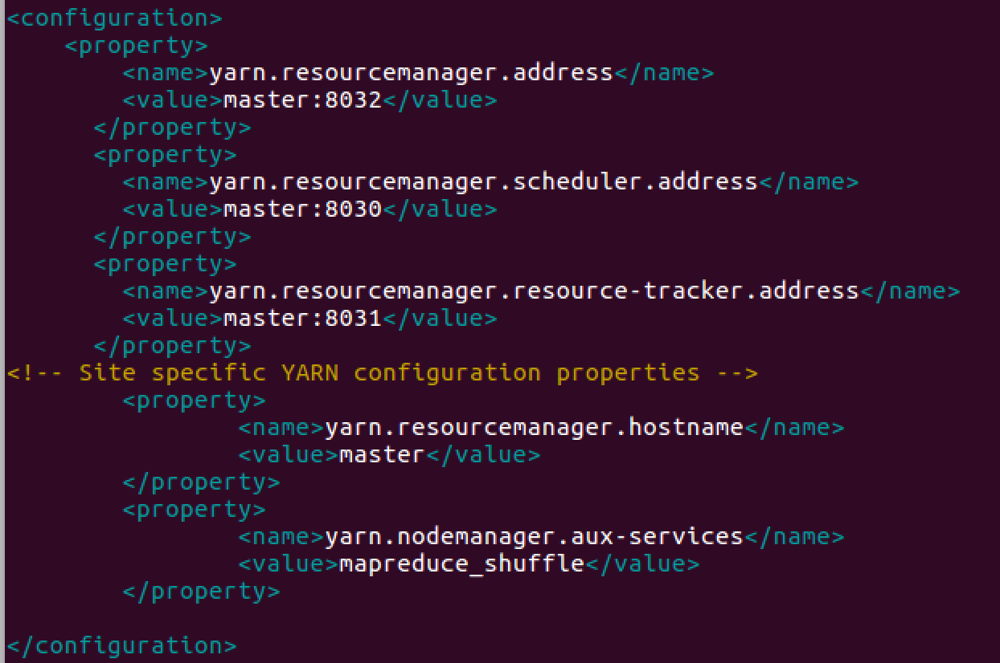 <configuration>
    <property>
        <name>yarn.resourcemanager.address</name>
        <value>master:8032</value>
      </property>
      <property>
        <name>yarn.resourcemanager.scheduler.address</name>
        <value>master:8030</value>
      </property>
      <property>
        <name>yarn.resourcemanager.resource-tracker.address</name>
        <value>master:8031</value>
      </property>
<!-- Site specific YARN configuration properties -->
        <property>
                <name>yarn.resourcemanager.hostname</name>
                <value>master</value>
        </property>
        <property>
                <name>yarn.nodemanager.aux-services</name>
                <value>mapreduce_shuffle</value>
        </property>

</configuration>